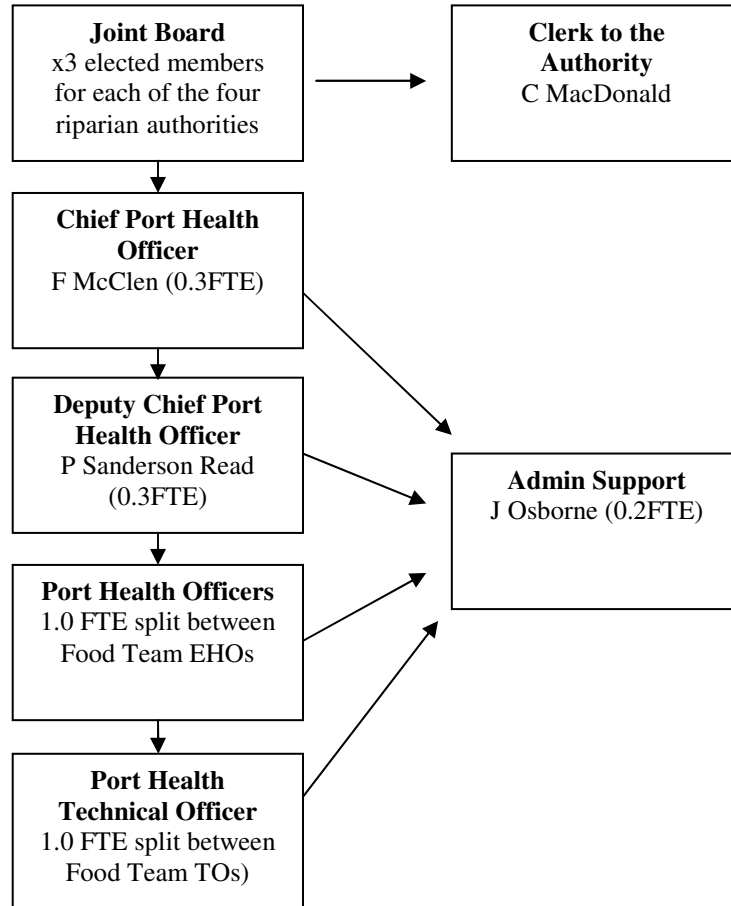 Joint Board
x3 elected members
for each of the four
riparian authorities
Clerk to the
Authority
C MacDonald
Chief Port Health
Officer
F McClen (0.3FTE)
Deputy Chief Port
Health Officer
P Sanderson Read
(0.3FTE)
Admin Support
J Osborne (0.2FTE)
Port Health Officers
1.0 FTE split between
Food Team EHOs
Port Health
Technical Officer
1.0 FTE split between
Food Team TOs)